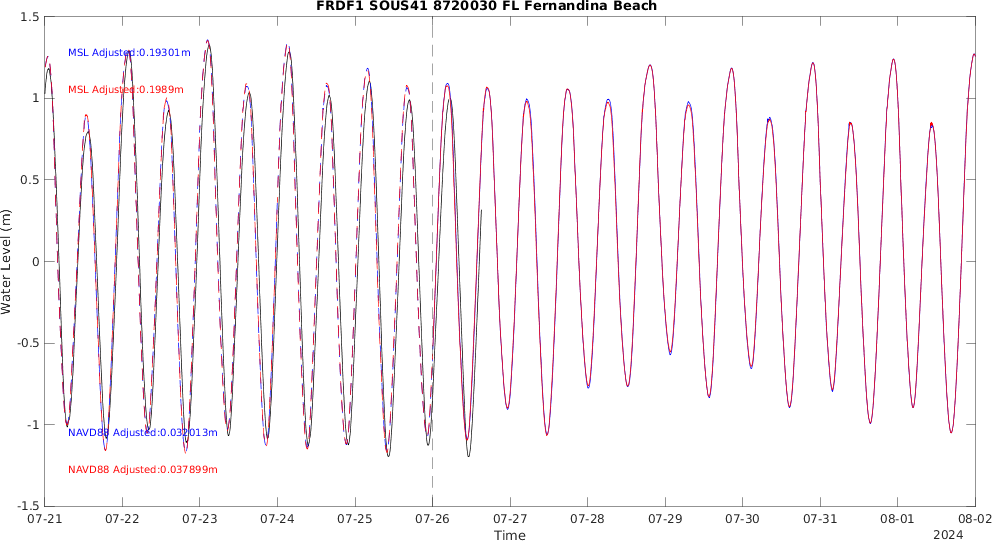 FRDF1 SOUS41 8720030 FL Fernandina Beach
1.5
MSL Adjusted:0.19301m
MSL Adjusted:0.1989m
1
0.5
0
-0.5
-1
-1.5
Water Level (m)
NAVD88 Adjusted:0.032013m
NAVD88 Adjusted:0.037899m
07-21 07-22 07-23 07-24 07-25 07-26 07-27 07-28 07-29 07-30 07-31 08-01 08-02
Time
2024